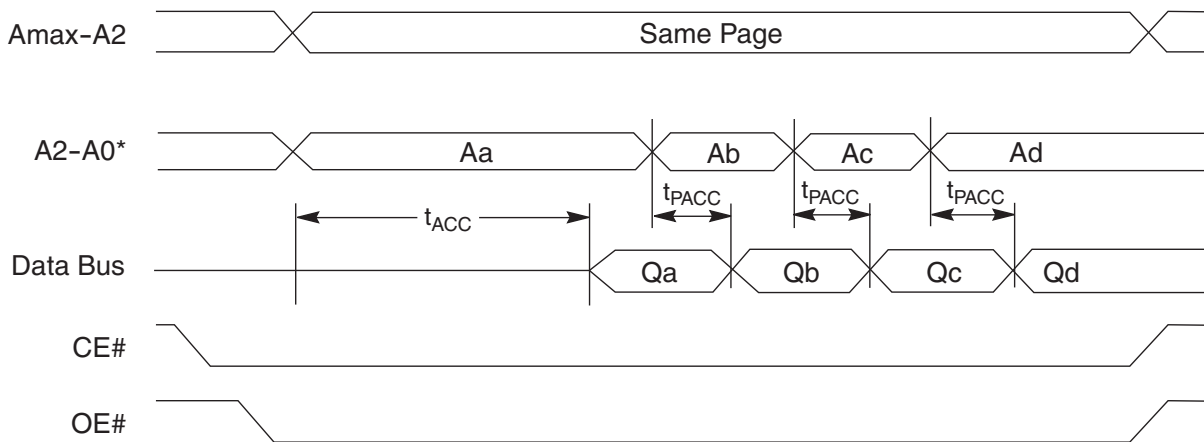 Amax-A2 Same Page
A2-A0* Aa Ab Ac Ad
tACC tPACC tPACC tPACC
Data Bus Qa Qb Qc Qd
CE#
OE#